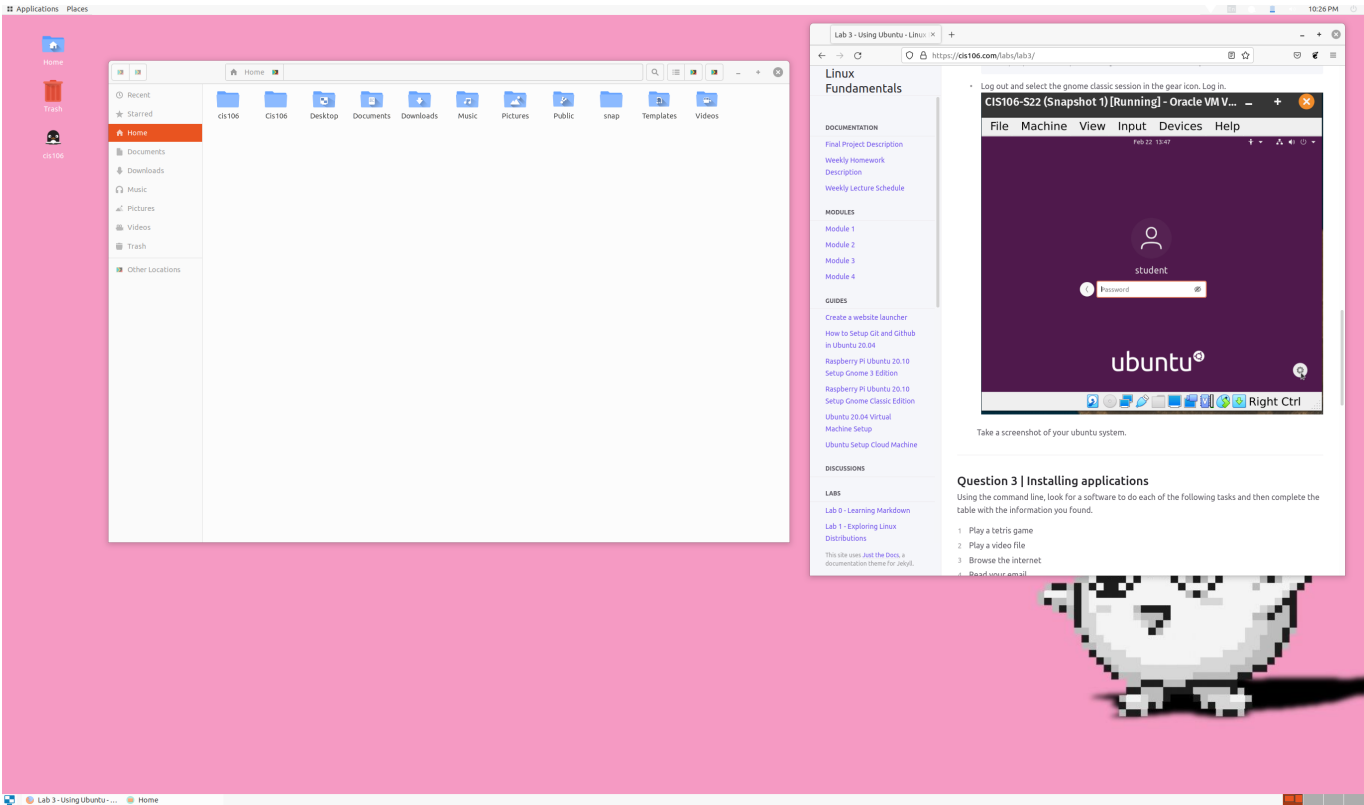 Applications Places
10:26 PM
Home
Trash
cis106
Home
Recent
Starred
Home
Documents
Downloads
Music
Pictures
Videos
Trash
Other Locations
cis106 Cis106 Desktop Documents Downloads Music Pictures Public snap Templates Videos
Lab 3 - Using Ubuntu - Linux
https://cis106.com/labs/lab3/
Linux
Fundamentals
DOCUMENTATION
Final Project Description
Weekly Homework
Description
Weekly Lecture Schedule
MODULES
Module 1
Module 2
Module 3
Module 4
GUIDES
Create a website launcher
How to Setup Git and Github
in Ubuntu 20.04
Raspberry Pi Ubuntu 20.10
Setup Gnome 3 Edition
Raspberry Pi Ubuntu 20.10
Setup Gnome Classic Edition
Ubuntu 20.04 Virtual
Machine Setup
Ubuntu Setup Cloud Machine
DISCUSSIONS
LABS
Lab 0 - Learning Markdown
Lab 1 - Exploring Linux
Distributions
This site uses Just the Docs, a
documentation theme for Jekyll.
Log out and select the gnome classic session in the gear icon. Log in.
CIS106-S22 (Snapshot 1) [Running] - Oracle VM V...
File Machine View Input Devices Help
Feb 22 13:47
student
Password
ubuntu
Right Ctrl
Take a screenshot of your ubuntu system.
Question 3 | Installing applications
Using the command line, look for a software to do each of the following tasks and then complete the
table with the information you found.
1 Play a tetris game
2 Play a video file
3 Browse the internet
4 Read your email
Lab 3 - Using Ubuntu - ... Home